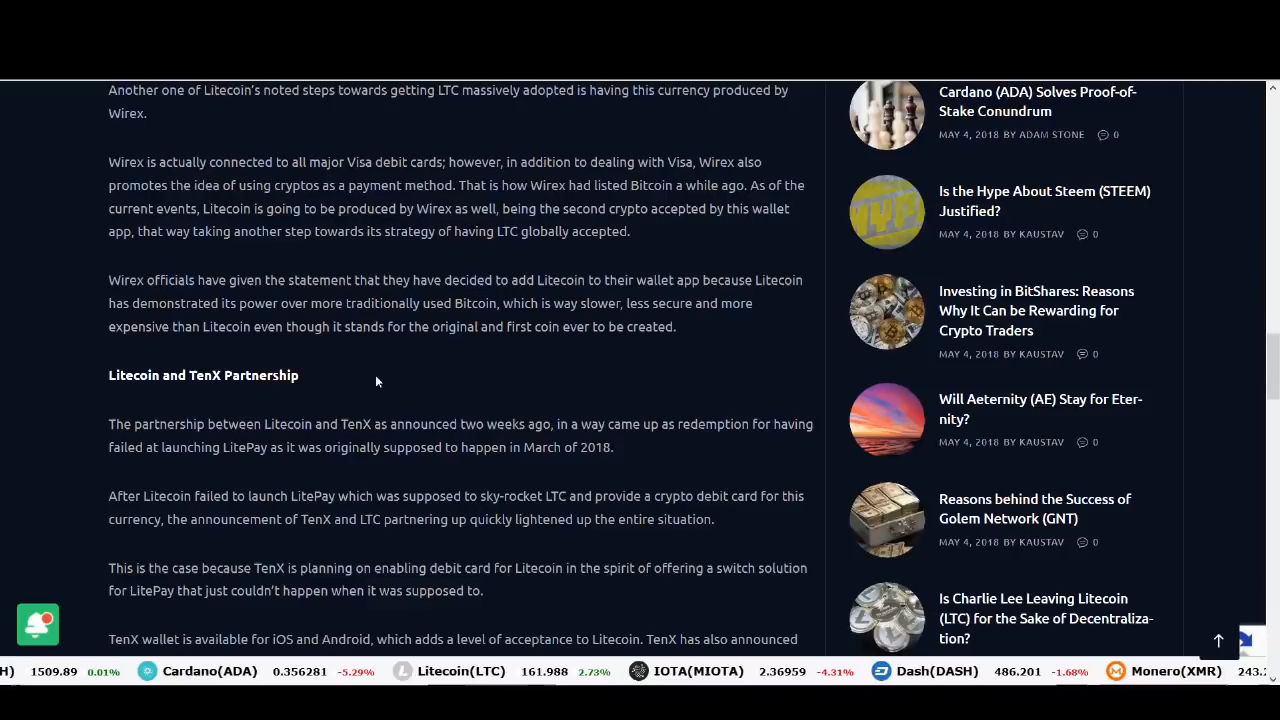 Another one of Litecoin's noted steps towards getting LTC massively adopted is having this currency produced by
Wirex.
Wirex is actually connected to all major Visa debit cards; however, in addition to dealing with Visa, Wirex also
promotes the idea of using cryptos as a payment method. That is how Wirex had listed Bitcoin a while ago. As of the
current events, Litecoin is going to be produced by Wirex as well, being the second crypto accepted by this wallet
app, that way taking another step towards its strategy of having LTC globally accepted.
Wirex officials have given the statement that they have decided to add Litecoin to their wallet app because Litecoin
has demonstrated its power over more traditionally used Bitcoin, which is way slower, less secure and more
expensive than Litecoin even though it stands for the original and first coin ever to be created.
Litecoin and TenX Partnership
The partnership between Litecoin and TenX as announced two weeks ago, in a way came up as redemption for having
failed at launching LitePay as it was originally supposed to happen in March of 2018.
After Litecoin failed to launch LitePay which was supposed to sky-rocket LTC and provide a crypto debit card for this
currency, the announcement of TenX and LTC partnering up quickly lightened up the entire situation.
This is the case because TenX is planning on enabling debit card for Litecoin in the spirit of offering a switch solution
for LitePay that just couldn't happen when it was supposed to.
TenX wallet is available for iOS and Android, which adds a level of acceptance to Litecoin. TenX has also announced
Cardano (ADA) Solves Proof-of-
Stake Conundrum
MAY 4, 2018 BY ADAM STONE 0
Is the Hype About Steem (STEEM)
Justified?
MAY 4, 2018 BY KAUSTAV 0
Investing in BitShares: Reasons
Why It Can be Rewarding for
Crypto Traders
MAY 4, 2018 BY KAUSTAV 0
Will Aeternity (AE) Stay for Eter-
nity?
MAY 4, 2018 BY KAUSTAV 0
Reasons behind the Success of
Golem Network (GNT)
MAY 4, 2018 BY KAUSTAV 0
Is Charlie Lee Leaving Litecoin
(LTC) for the Sake of Decentraliza-
tion?
H) 1509.89 0.01% Cardano(ADA) 0.356281 -5.29% Litecoin(LTC) 161.988 2.73% IOTA(MIOTA) 2.36959 -4.31% Dash(DASH) 486.201 -1.68% Monero(XMR) 243.